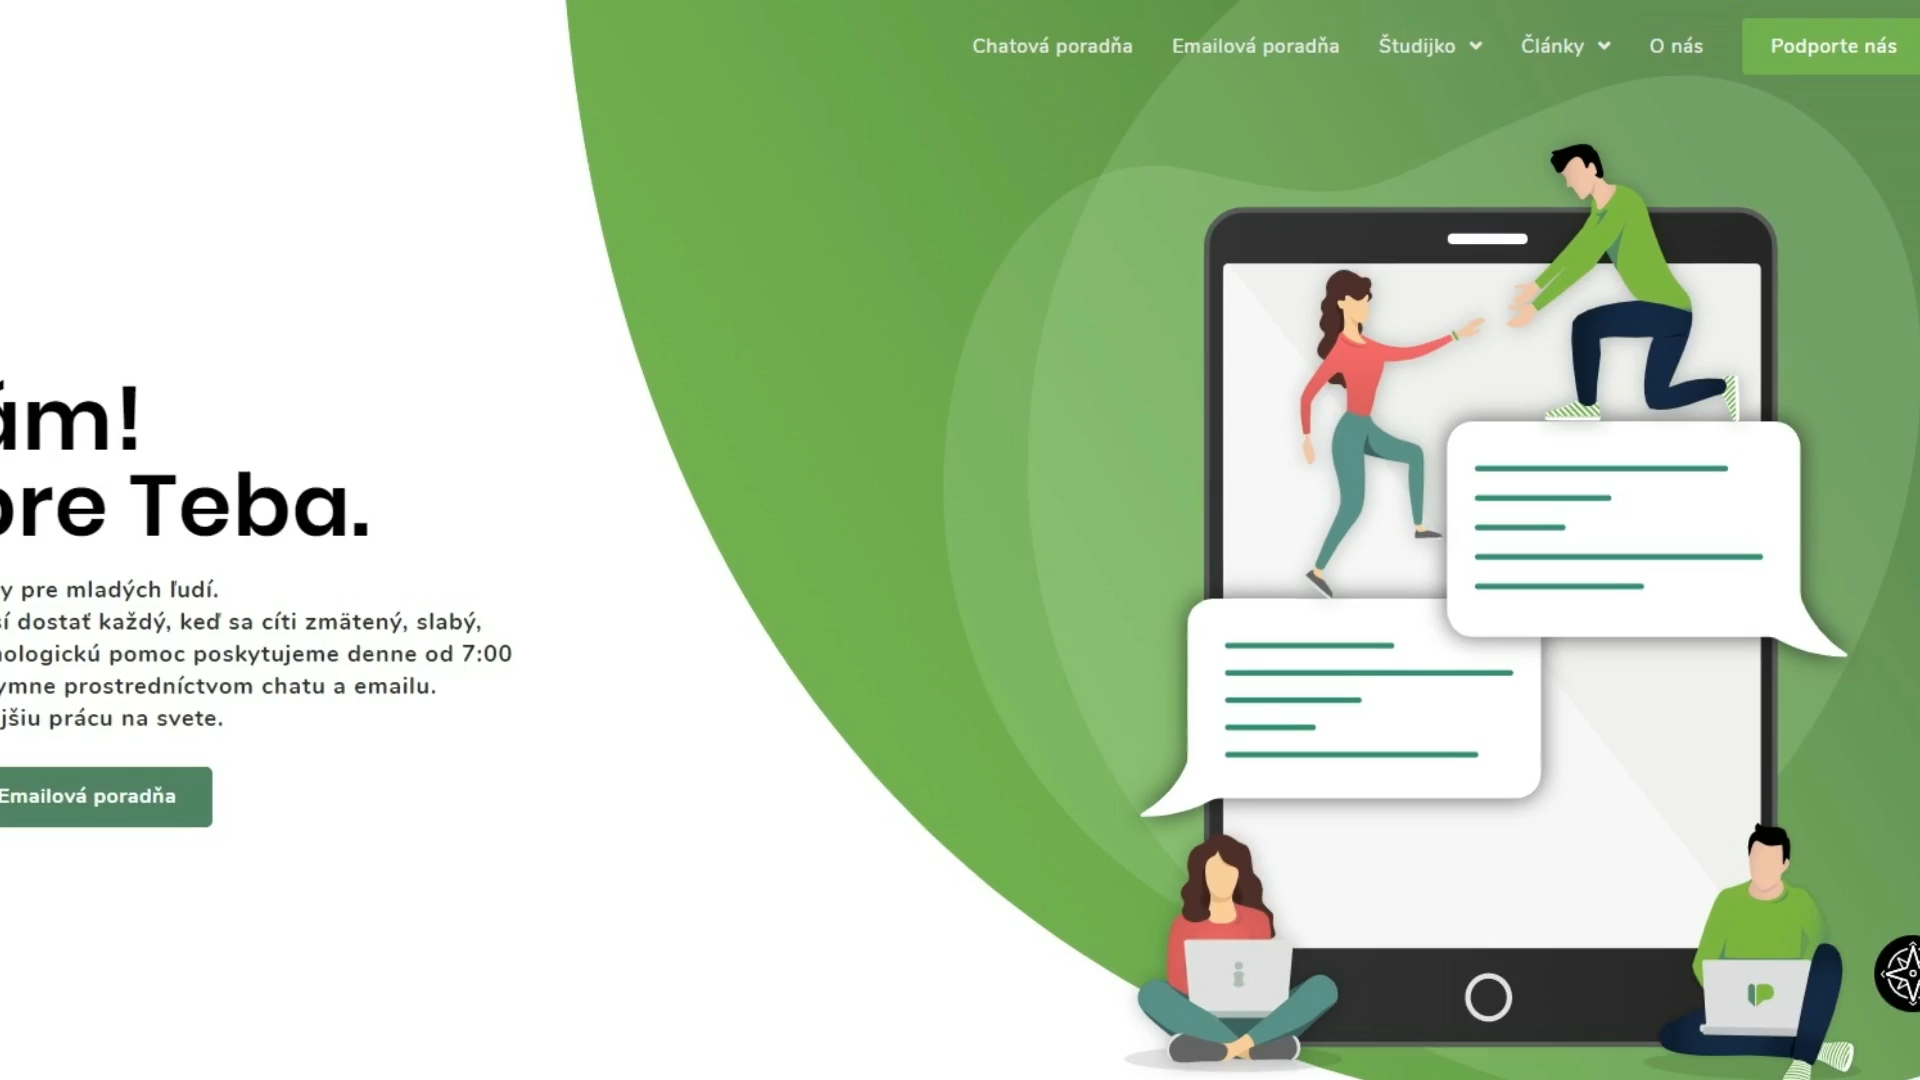 Chatová poradňa Emailová poradňa Študijko Články O nás Podporte nás
ám!
pre Teba.
y pre mladých ľudí.
sí dostať každý, keď sa cíti zmätený, slabý,
hologickú pomoc poskytujeme denne od 7:00
ymne prostredníctvom chatu a emailu.
jšiu prácu na svete.
Emailová poradňa